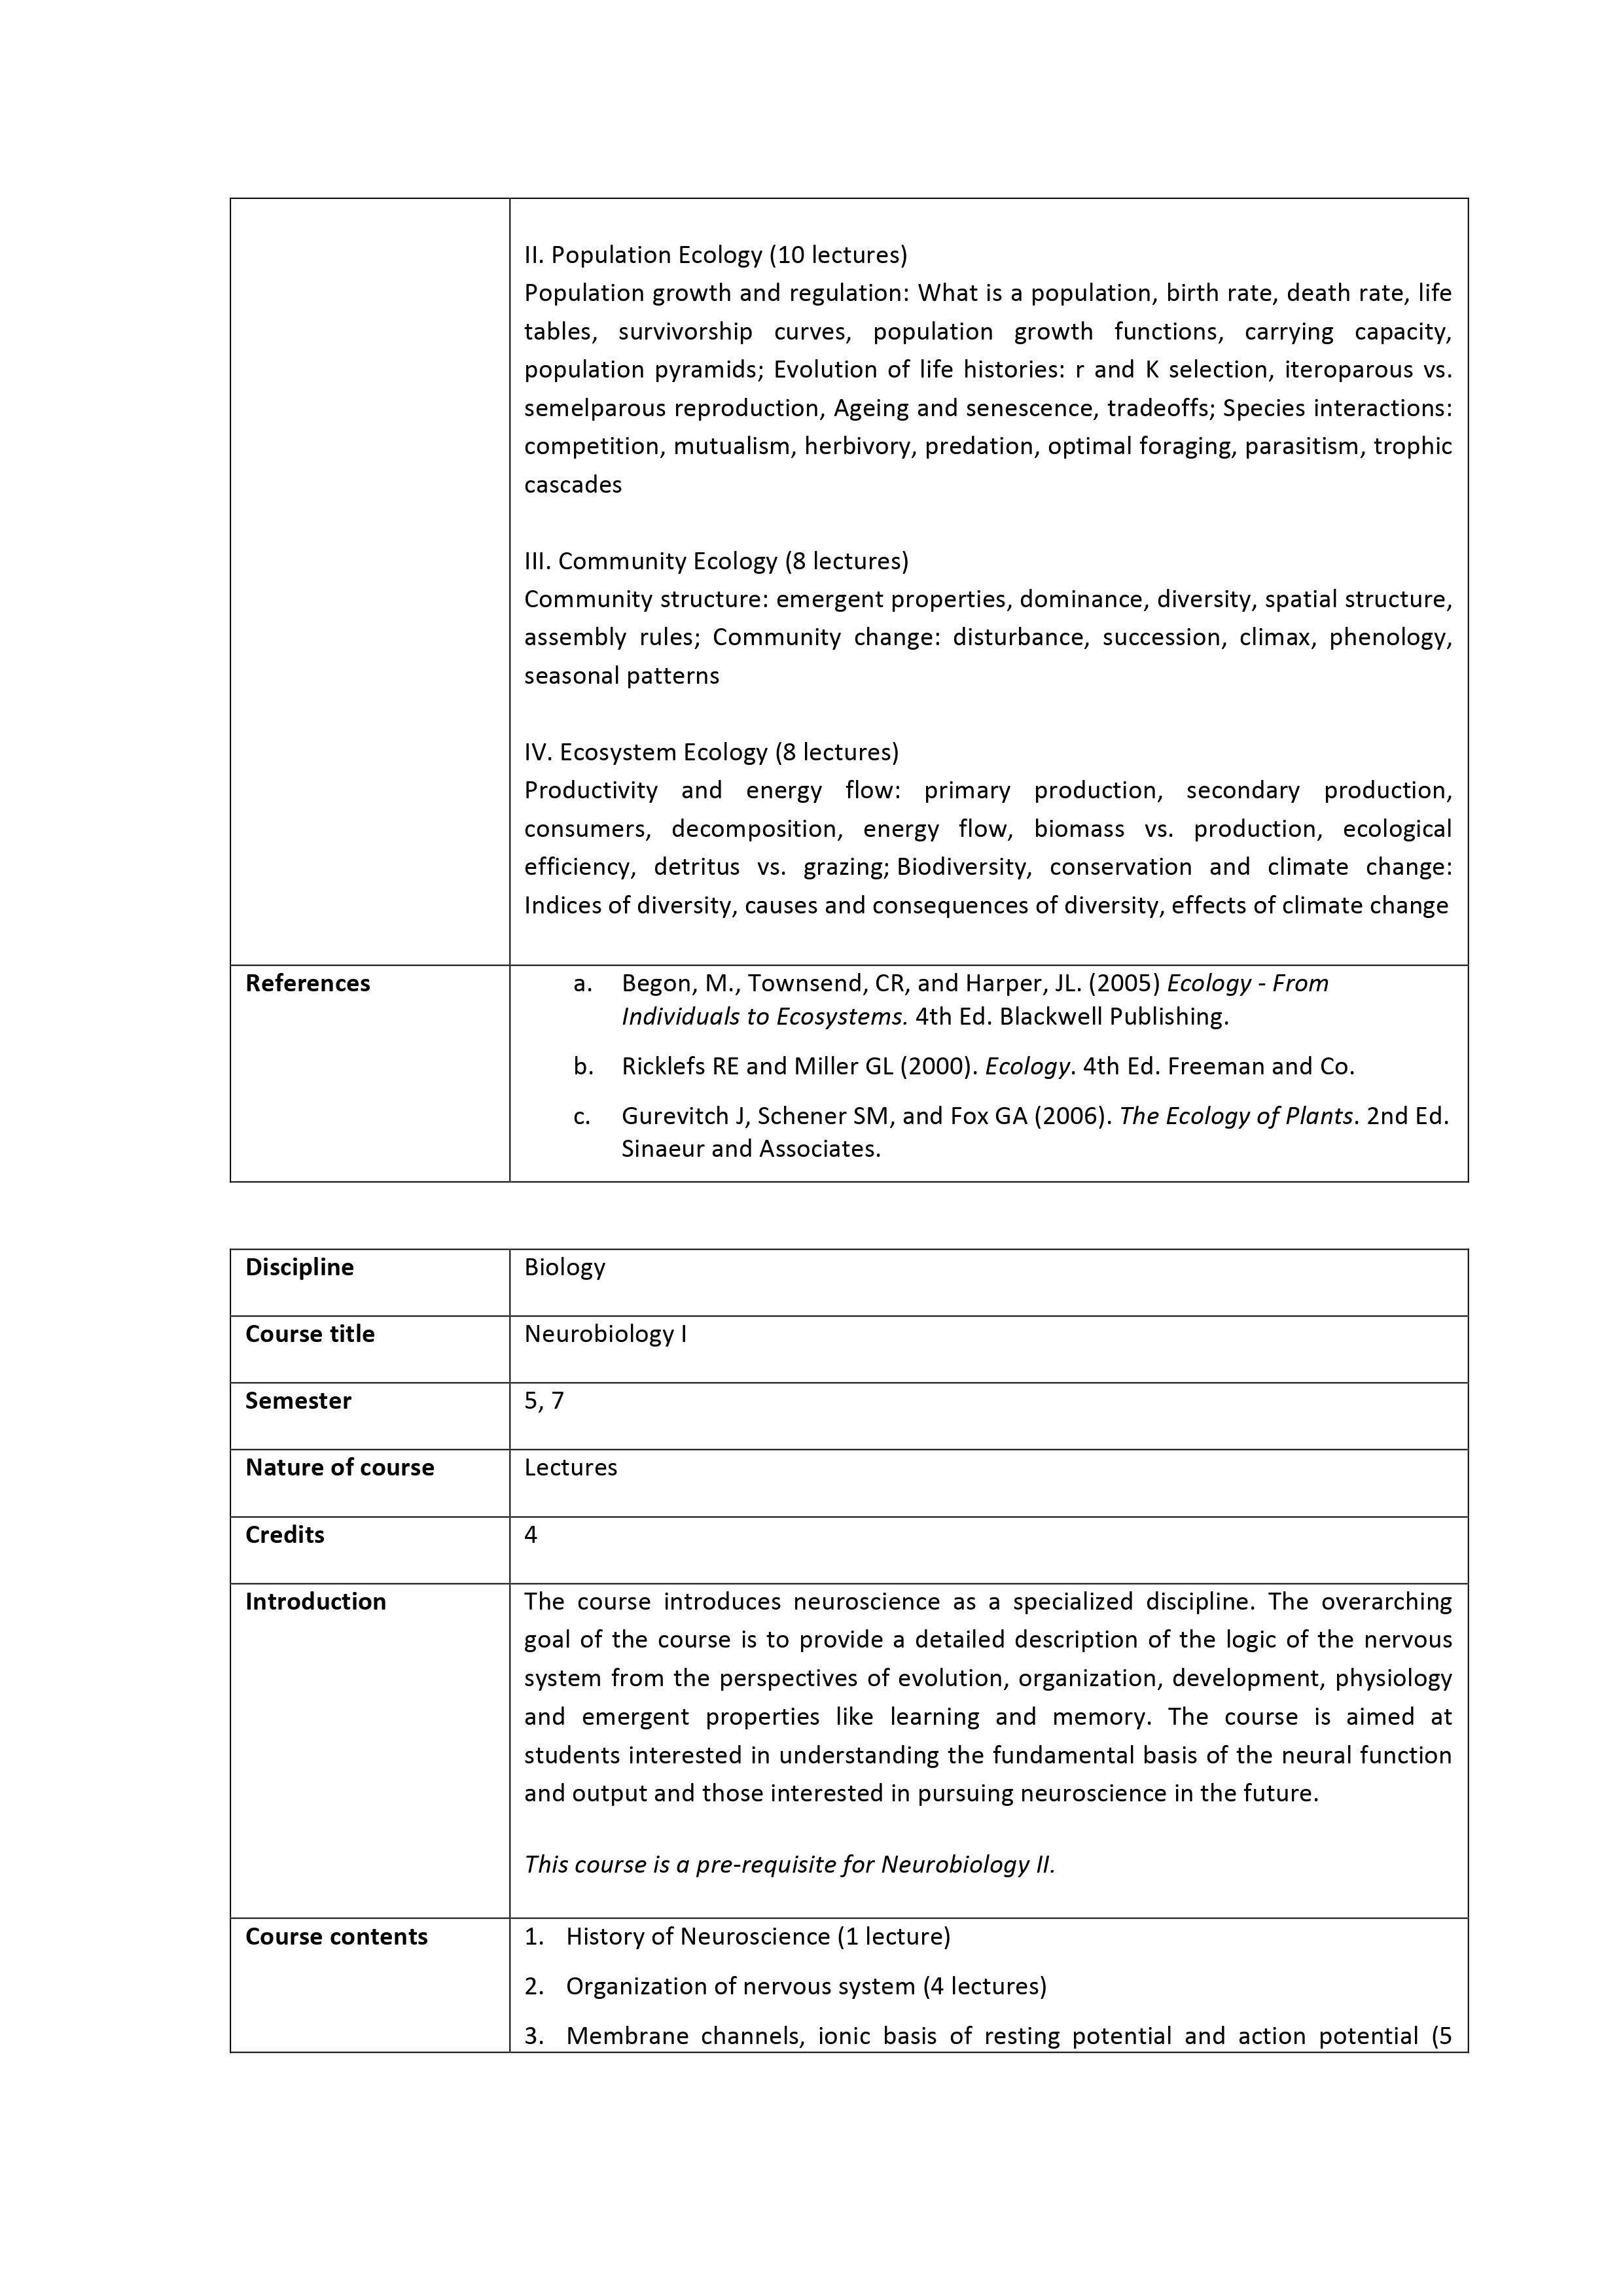 II. Population Ecology (10 lectures)
Population growth and regulation: What is a population, birth rate, death rate, life
tables, survivorship curves, population growth functions, carrying capacity,
population pyramids; Evolution of life histories: r and K selection, iteroparous vs.
semelparous reproduction, Ageing and senescence, tradeoffs; Species interactions:
competition, mutualism, herbivory, predation, optimal foraging, parasitism, trophic
cascades
III. Community Ecology (8 lectures)
Community structure: emergent properties, dominance, diversity, spatial structure,
assembly rules; Community change: disturbance, succession, climax, phenology,
seasonal patterns
IV. Ecosystem Ecology (8 lectures)
Productivity and energy flow: primary production, secondary production,
consumers, decomposition, energy flow, biomass vs. production, ecological
efficiency, detritus vs. grazing; Biodiversity, conservation and climate change:
Indices of diversity, causes and consequences of diversity, effects of climate change
References
a. Begon, M., Townsend, CR, and Harper, JL. (2005) Ecology - From
Individuals to Ecosystems. 4th Ed. Blackwell Publishing.
b. Ricklefs RE and Miller GL (2000). Ecology. 4th Ed. Freeman and Co.
c. Gurevitch J, Schener SM, and Fox GA (2006). The Ecology of Plants. 2nd Ed.
Sinaeur and Associates.
Discipline Biology
Course title Neurobiology I
Semester 5, 7
Nature of course Lectures
Credits 4
Introduction The course introduces neuroscience as a specialized discipline. The overarching
goal of the course is to provide a detailed description of the logic of the nervous
system from the perspectives of evolution, organization, development, physiology
and emergent properties like learning and memory. The course is aimed at
students interested in understanding the fundamental basis of the neural function
and output and those interested in pursuing neuroscience in the future.
This course is a pre-requisite for Neurobiology II.
Course contents 1. History of Neuroscience (1 lecture)
2. Organization of nervous system (4 lectures)
3. Membrane channels, ionic basis of resting potential and action potential (5